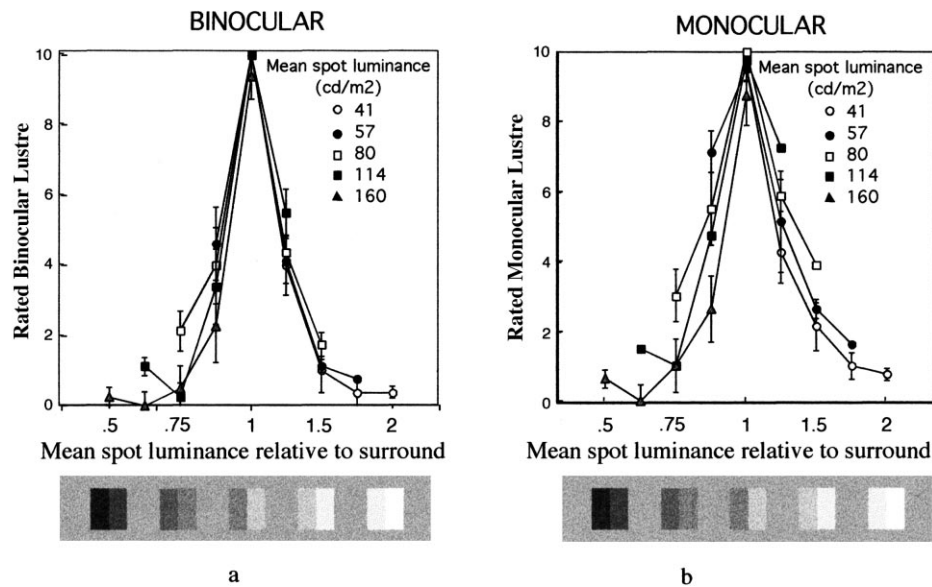 BINOCULAR
10
8
6
4
2
0
Rated Binocular Lustre
Mean spot luminance
(cd/m2)
41
57
80
114
160
.5
.75
1
1.5
2
Mean spot luminance relative to surround
a
MONOCULAR
10
8
6
4
2
0
Rated Monocular Lustre
Mean spot luminance
(cd/m2)
41
57
80
114
160
.5
.75
1
1.5
2
Mean spot luminance relative to surround
b